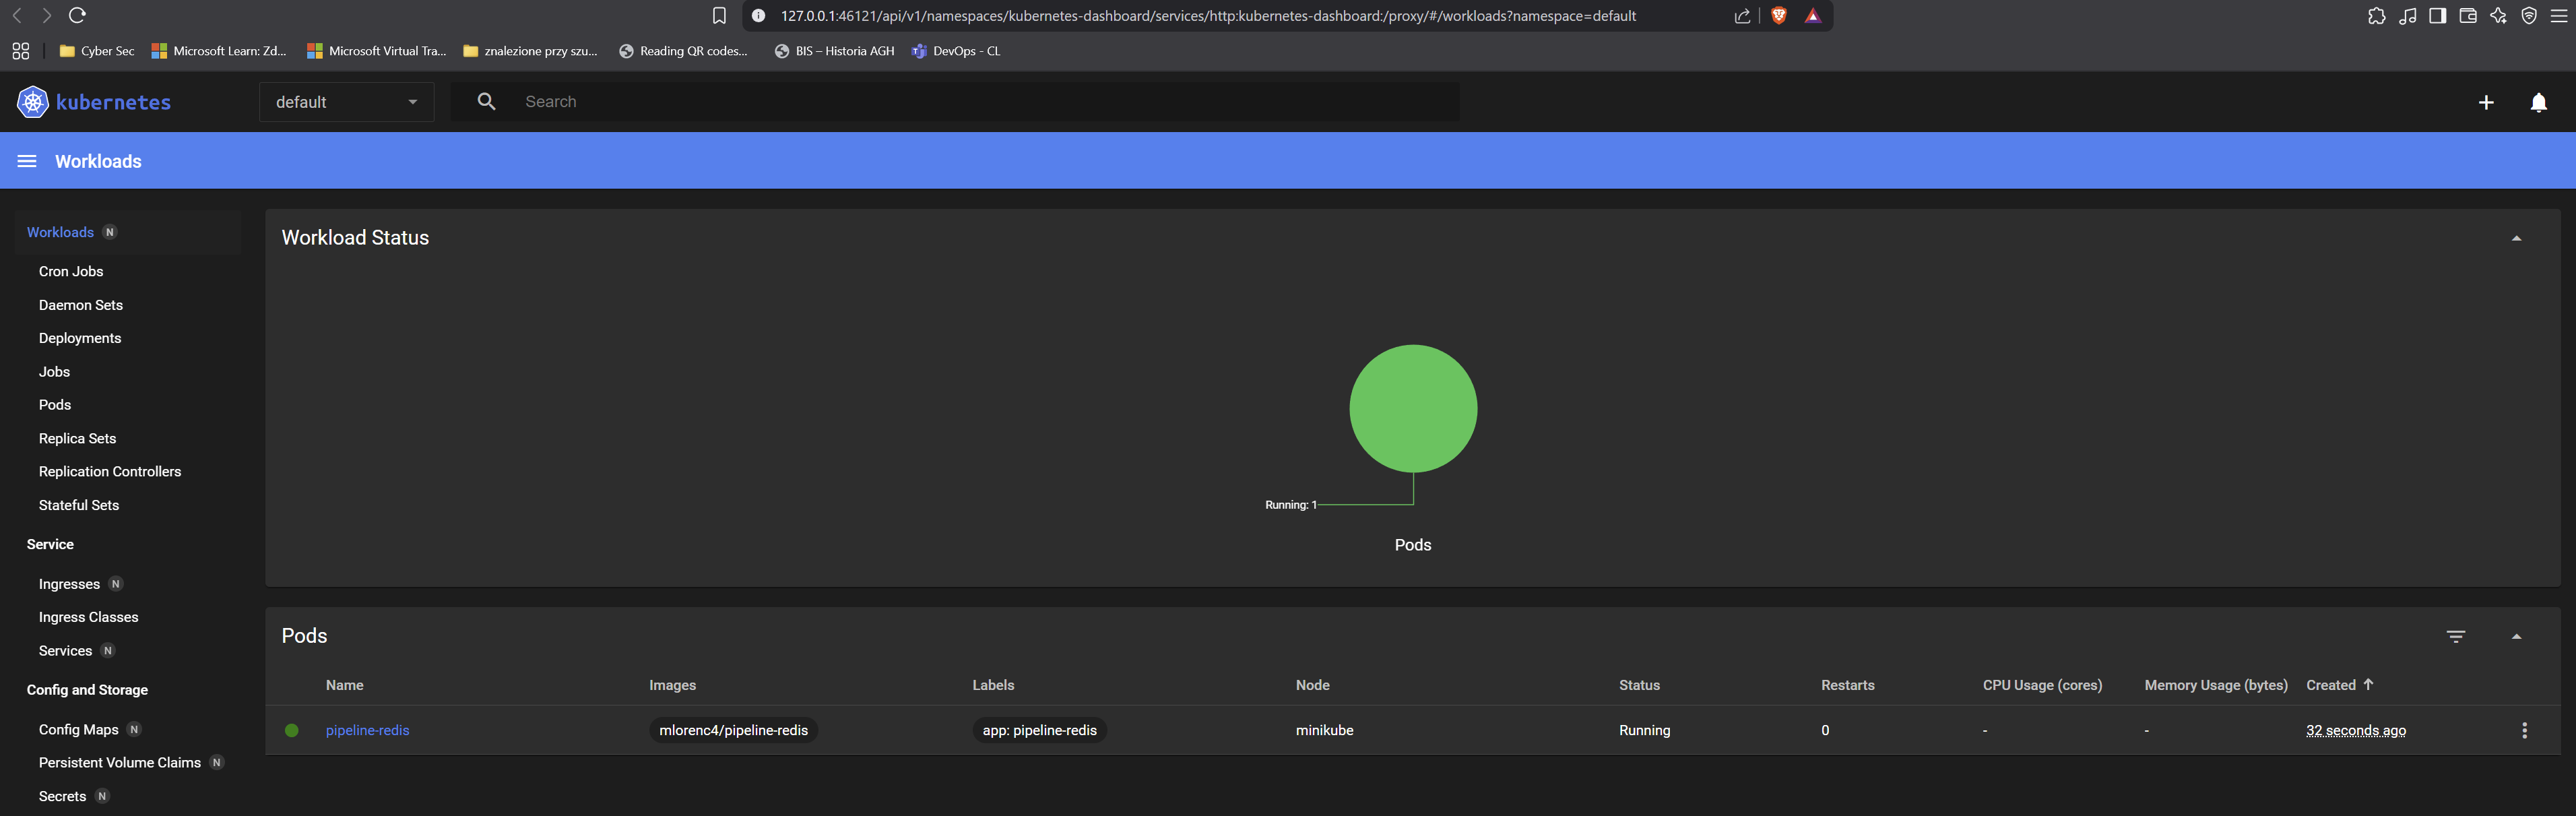 127.0.0.1:46121/api/v1/namespaces/kubernetes-dashboard/services/http:kubernetes-dashboard:/proxy/#/workloads?namespace=default
Cyber Sec Microsoft Learn: Zd... Microsoft Virtual Tra... znalezione przy szu... Reading QR codes... BIS – Historia AGH DevOps - CL
kubernetes default Search
Workloads
Workloads N
Cron Jobs
Daemon Sets
Deployments
Jobs
Pods
Replica Sets
Replication Controllers
Stateful Sets
Service
Ingresses N
Ingress Classes
Services N
Config and Storage
Config Maps N
Persistent Volume Claims N
Secrets N
Workload Status
Running: 1
Pods
Pods
Name Images Labels Node Status Restarts CPU Usage (cores) Memory Usage (bytes) Created
pipeline-redis mlorenc4/pipeline-redis app: pipeline-redis minikube Running 0 - - 32 seconds ago